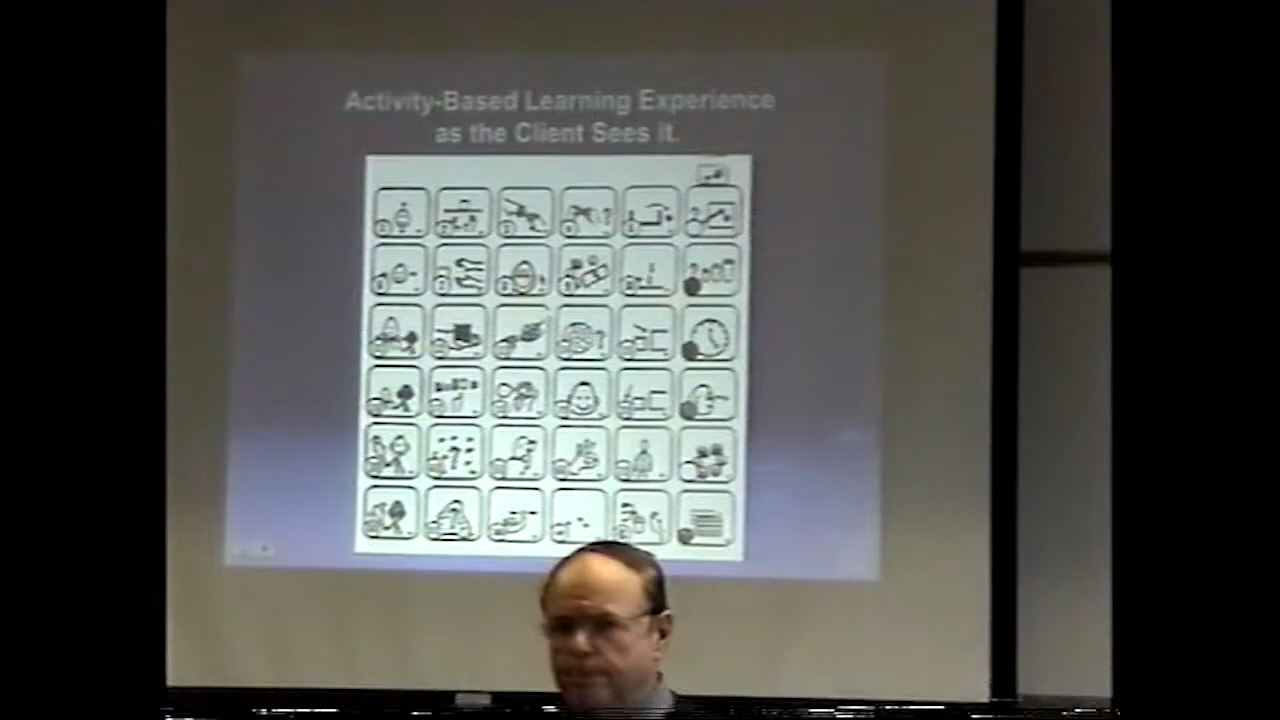 Activity-Based Learning Experience
as the Client Sees it.